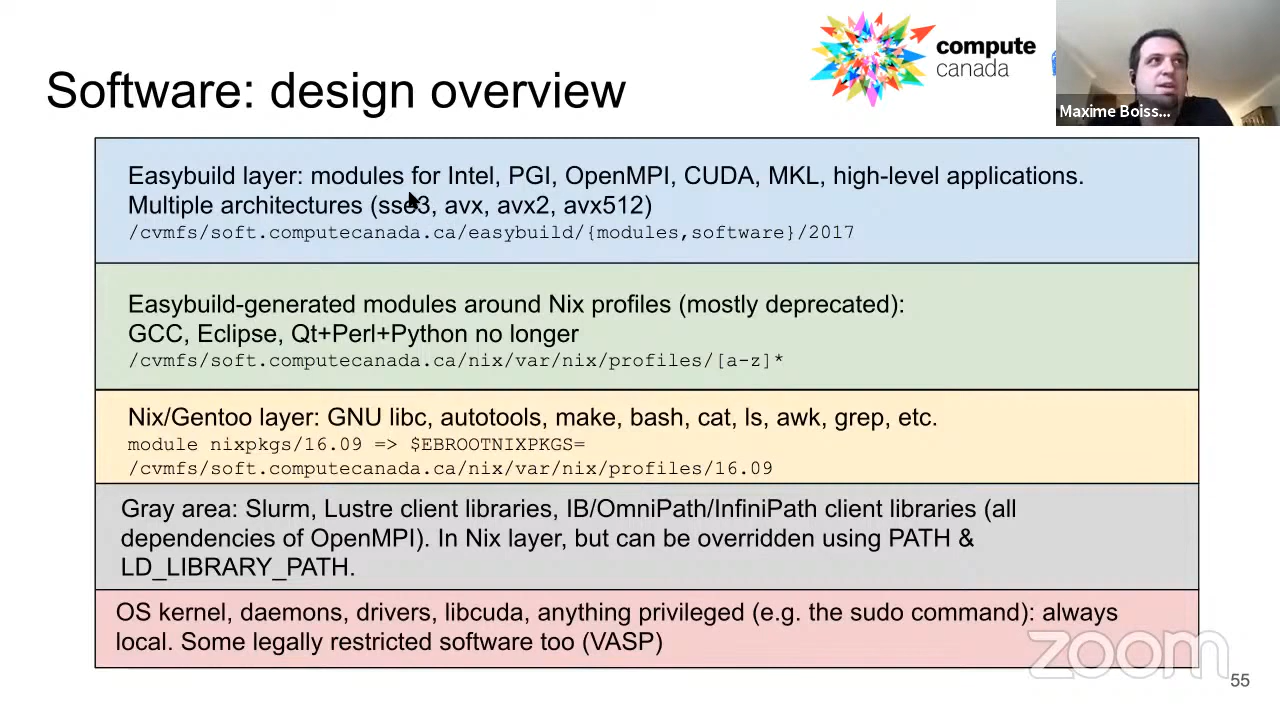 compute
canada
Maxime Boiss...
Software: design overview
Easybuild layer: modules for Intel, PGI, OpenMPI, CUDA, MKL, high-level applications.
Multiple architectures (sse3, avx, avx2, avx512)
/cvmfs/soft.computecanada.ca/easybuild/{modules,software}/2017
Easybuild-generated modules around Nix profiles (mostly deprecated):
GCC, Eclipse, Qt+Perl+Python no longer
/cvmfs/soft.computecanada.ca/nix/var/nix/profiles/[a-z]*
Nix/Gentoo layer: GNU libc, autotools, make, bash, cat, ls, awk, grep, etc.
module nixpkgs/16.09 => $EBROOTNIXPKGS=
/cvmfs/soft.computecanada.ca/nix/var/nix/profiles/16.09
Gray area: Slurm, Lustre client libraries, IB/OmniPath/InfiniPath client libraries (all
dependencies of OpenMPI). In Nix layer, but can be overridden using PATH &
LD_LIBRARY_PATH.
OS kernel, daemons, drivers, libcuda, anything privileged (e.g. the sudo command): always
local. Some legally restricted software too (VASP)
zoom
55